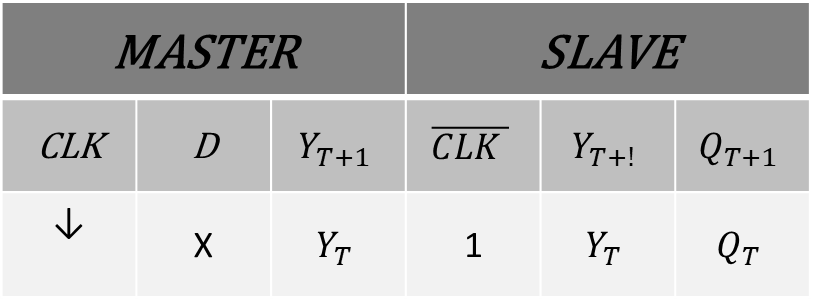 MASTER SLAVE
CLK D Y_{T+1} \overline{CLK} Y_{T+!} Q_{T+1}
↓ X Y_T 1 Y_T Q_T